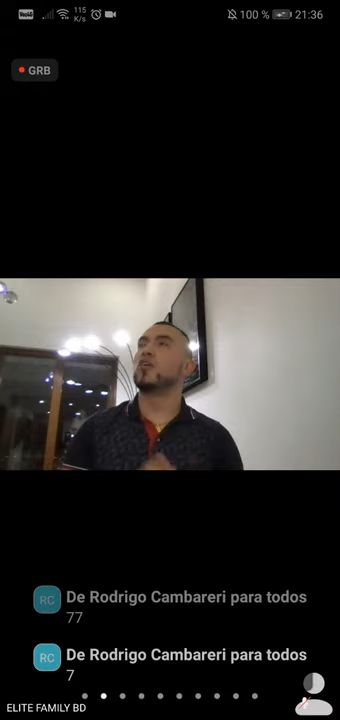 115
K/s
100 %
21:36
GRB
RC
De Rodrigo Cambareri para todos
77
RC
De Rodrigo Cambareri para todos
7
ELITE FAMILY BD